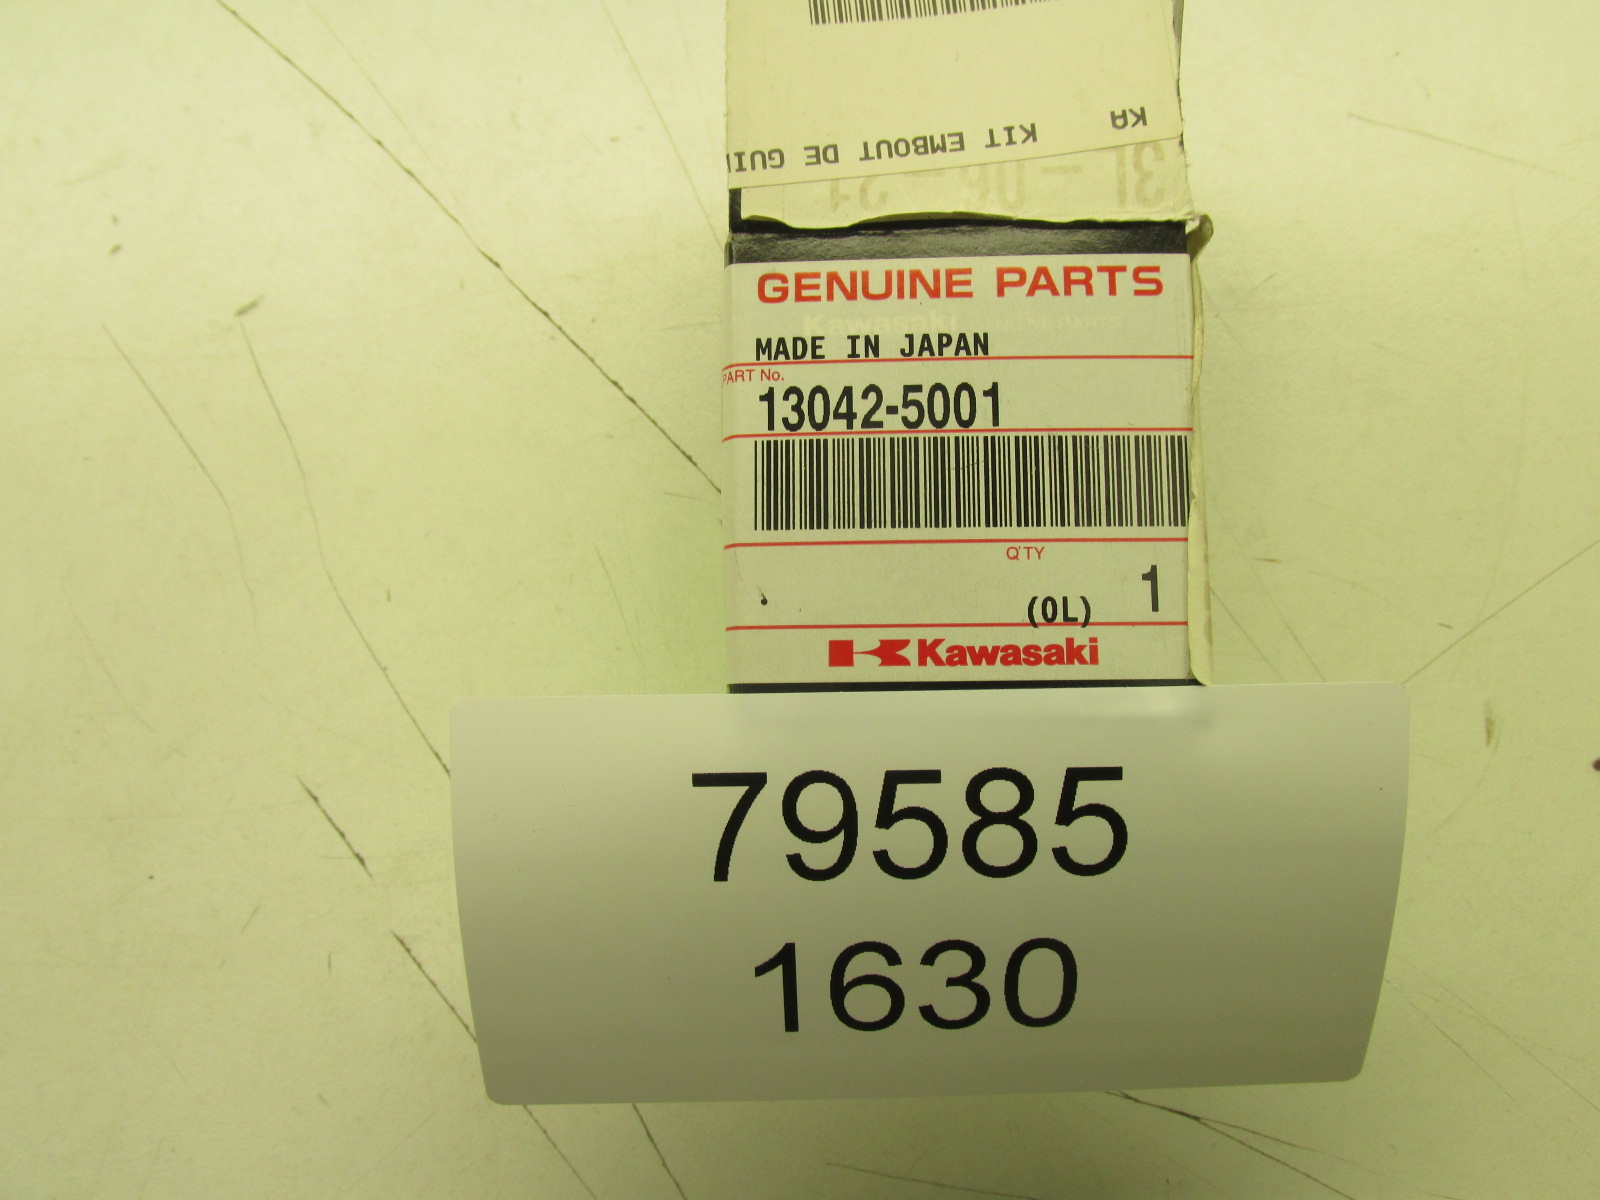 KA
KIT EMBOUT DE GUI
GENUINE PARTS
MADE IN JAPAN
PART No.
13042-5001
Q'TY
(OL) 1
Kawasaki
79585
1630